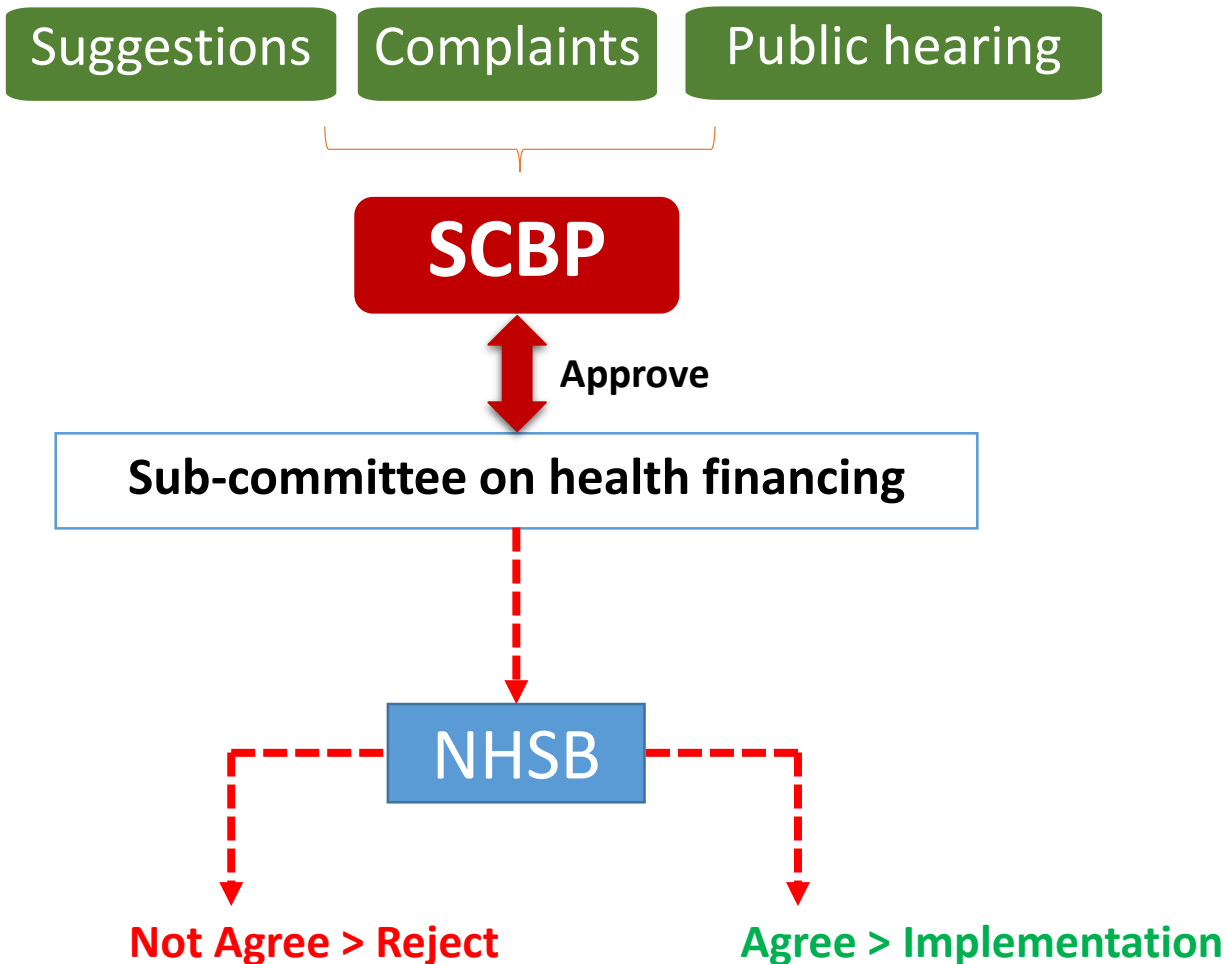 Suggestions
Complaints
Public hearing
SCBP
Approve
Sub-committee on health financing
NHSB
Not Agree > Reject
Agree > Implementation